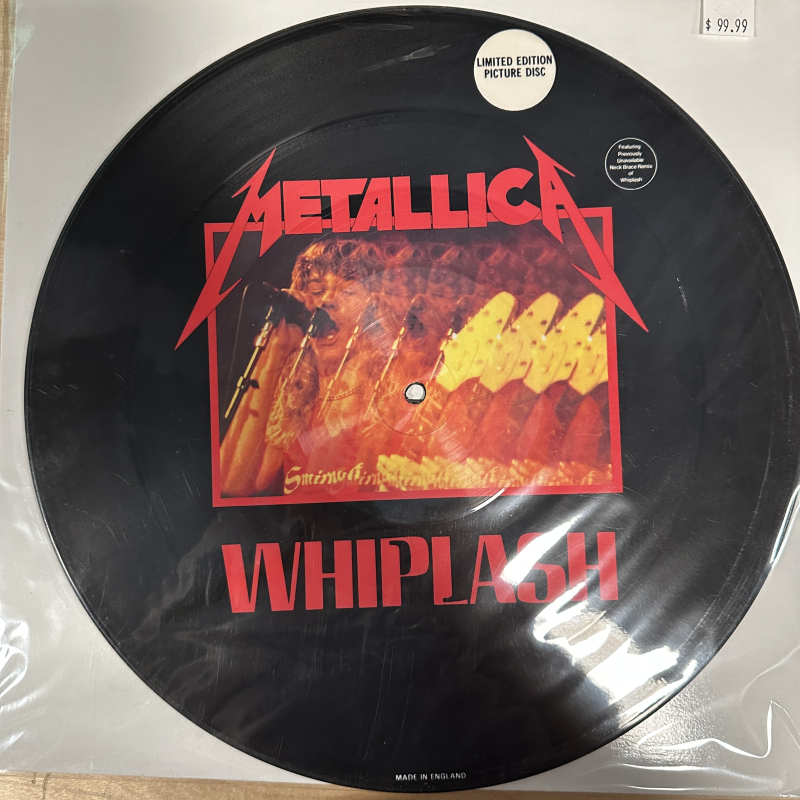 $ 99.99
LIMITED EDITION
PICTURE DISC
Featuring
Previously
Unavailable
Neck Brace Remix
of
Whiplash
METALLICA
WHIPLASH
MADE IN ENGLAND